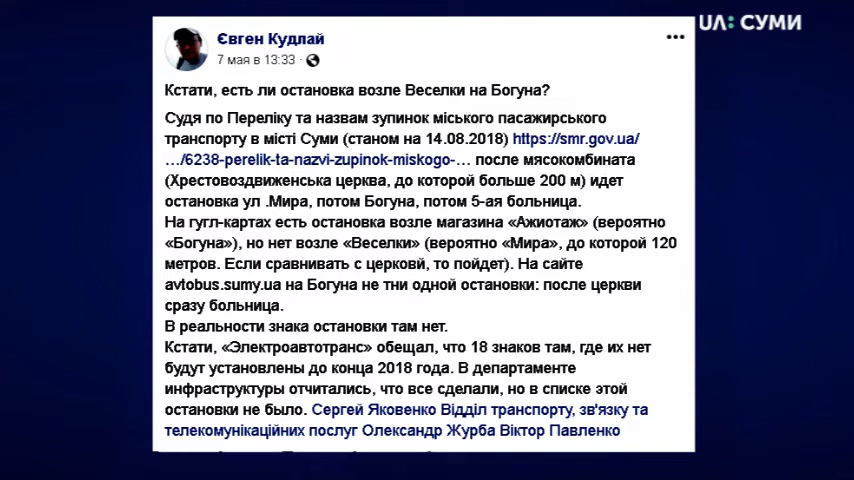 UA: СУМИ
Євген Кудлай
7 мая в 13:33 ·
Кстати, есть ли остановка возле Веселки на Богуна?
Судя по Переліку та назвам зупинок міського пасажирського
транспорту в місті Суми (станом на 14.08.2018) https://smr.gov.ua/
…/6238-perelik-ta-nazvi-zupinok-miskogo-… после мясокомбината
(Хрестовоздвиженська церква, до которой больше 200 м) идет
остановка ул .Мира, потом Богуна, потом 5-ая больница.
На гугл-картах есть остановка возле магазина «Ажиотаж» (вероятно
«Богуна»), но нет возле «Веселки» (вероятно «Мира», до которой 120
метров. Если сравнивать с церковй, то пойдет). На сайте
avtobus.sumy.ua на Богуна не тни одной остановки: после церкви
сразу больница.
В реальности знака остановки там нет.
Кстати, «Электроавтотранс» обещал, что 18 знаков там, где их нет
будут установлены до конца 2018 года. В департаменте
инфраструктуры отчитались, что все сделали, но в списке этой
остановки не было. Сергей Яковенко Відділ транспорту, зв'язку та
телекомунікаційних послуг Олександр Журба Віктор Павленко